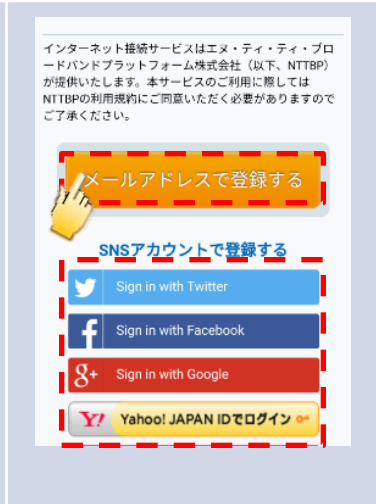 インターネット接続サービスはエヌ・ティ・ティ・ブロ
ードバンドプラットフォーム株式会社（以下、NTTBP）
が提供いたします。本サービスのご利用に際しては
NTTBPの利用規約にご同意いただく必要がありますので
ご了承ください。
メールアドレスで登録する
SNSアカウントで登録する
Sign in with Twitter
f Sign in with Facebook
g+ Sign in with Google
Y! Yahoo! JAPAN IDでログイン